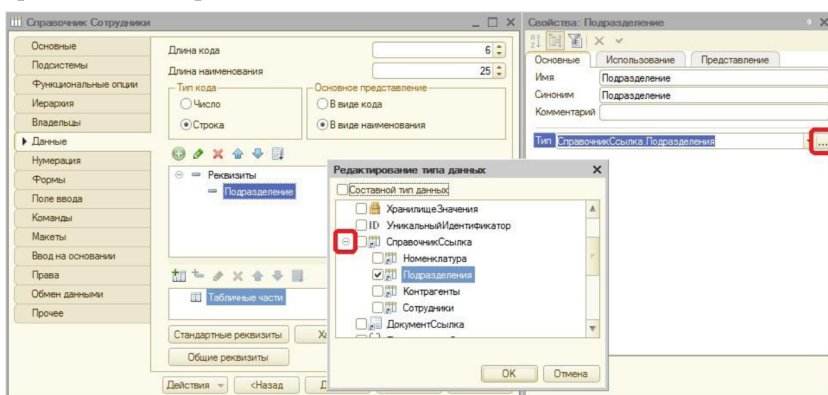 Справочник Сотрудники
Основные
Подсистемы
Функциональные опции
Иерархия
Владельцы
Данные
Нумерация
Формы
Поле ввода
Команды
Макеты
Ввод на основании
Права
Обмен данными
Прочее
Длина кода
6
Длина наименования
25
Тип кода
Число
Строка
Основное представление
В виде кода
В виде наименования
Реквизиты
Подразделение
Табличные части
Стандартные реквизиты
Общие реквизиты
Действия
<Назад
Редактирование типа данных
Составной тип данных
ХранилищеЗначения
УникальныйИдентификатор
СправочникСсылка
Номенклатура
Подразделения
Контрагенты
Сотрудники
ДокументСсылка
OK
Отмена
Свойства: Подразделение
Основные
Использование
Представление
Имя
Подразделение
Синоним
Подразделение
Комментарий
Тип
СправочникСсылка.Подразделения
...